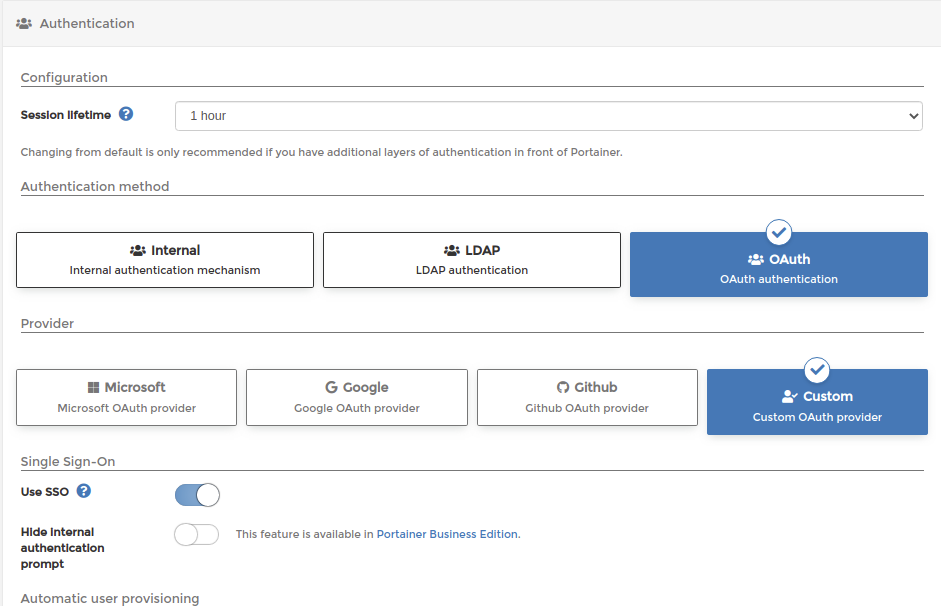 Authentication
Configuration
Session lifetime ?
1 hour
Changing from default is only recommended if you have additional layers of authentication in front of Portainer.
Authentication method
Internal
Internal authentication mechanism
LDAP
LDAP authentication
OAuth
OAuth authentication
Provider
Microsoft
Microsoft OAuth provider
Google
Google OAuth provider
Github
Github OAuth provider
Custom
Custom OAuth provider
Single Sign-On
Use SSO ?
Hide internal
authentication
prompt
This feature is available in Portainer Business Edition.
Automatic user provisioning